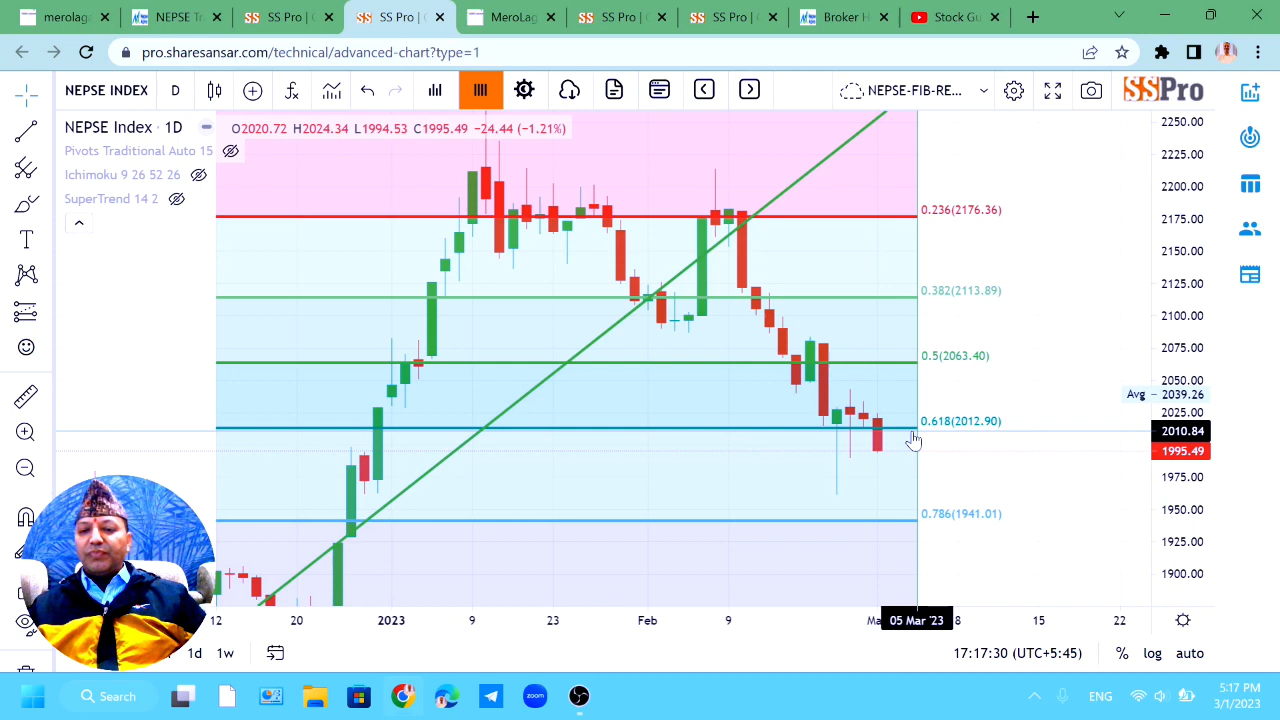 merolag
NEPSE Tr
SS Pro | (
SS Pro | (
MeroLag
SS Pro | (
SS Pro | (
Broker H
Stock Gu
pro.sharesansar.com/technical/advanced-chart?type=1
NEPSE INDEX
D
NEPSE-FIB-RE...
SSPro
NEPSE Index · 1D
O2020.72 H2024.34 L1994.53 C1995.49 −24.44 (−1.21%)
Pivots Traditional Auto 15
Ichimoku 9 26 52 26
SuperTrend 14 2
2250.00
2225.00
2200.00
2175.00
2150.00
2125.00
2100.00
2075.00
2050.00
Avg − 2039.26
2025.00
2010.84
1995.49
1975.00
1950.00
1925.00
1900.00
0.236(2176.36)
0.382(2113.89)
0.5(2063.40)
0.618(2012.90)
0.786(1941.01)
12
20
2023
9
23
Feb
9
Ma
05 Mar '23
8
15
22
1d
1w
17:17:30 (UTC+5:45)
%
log
auto
Search
zoom
ENG
5:17 PM
3/1/2023